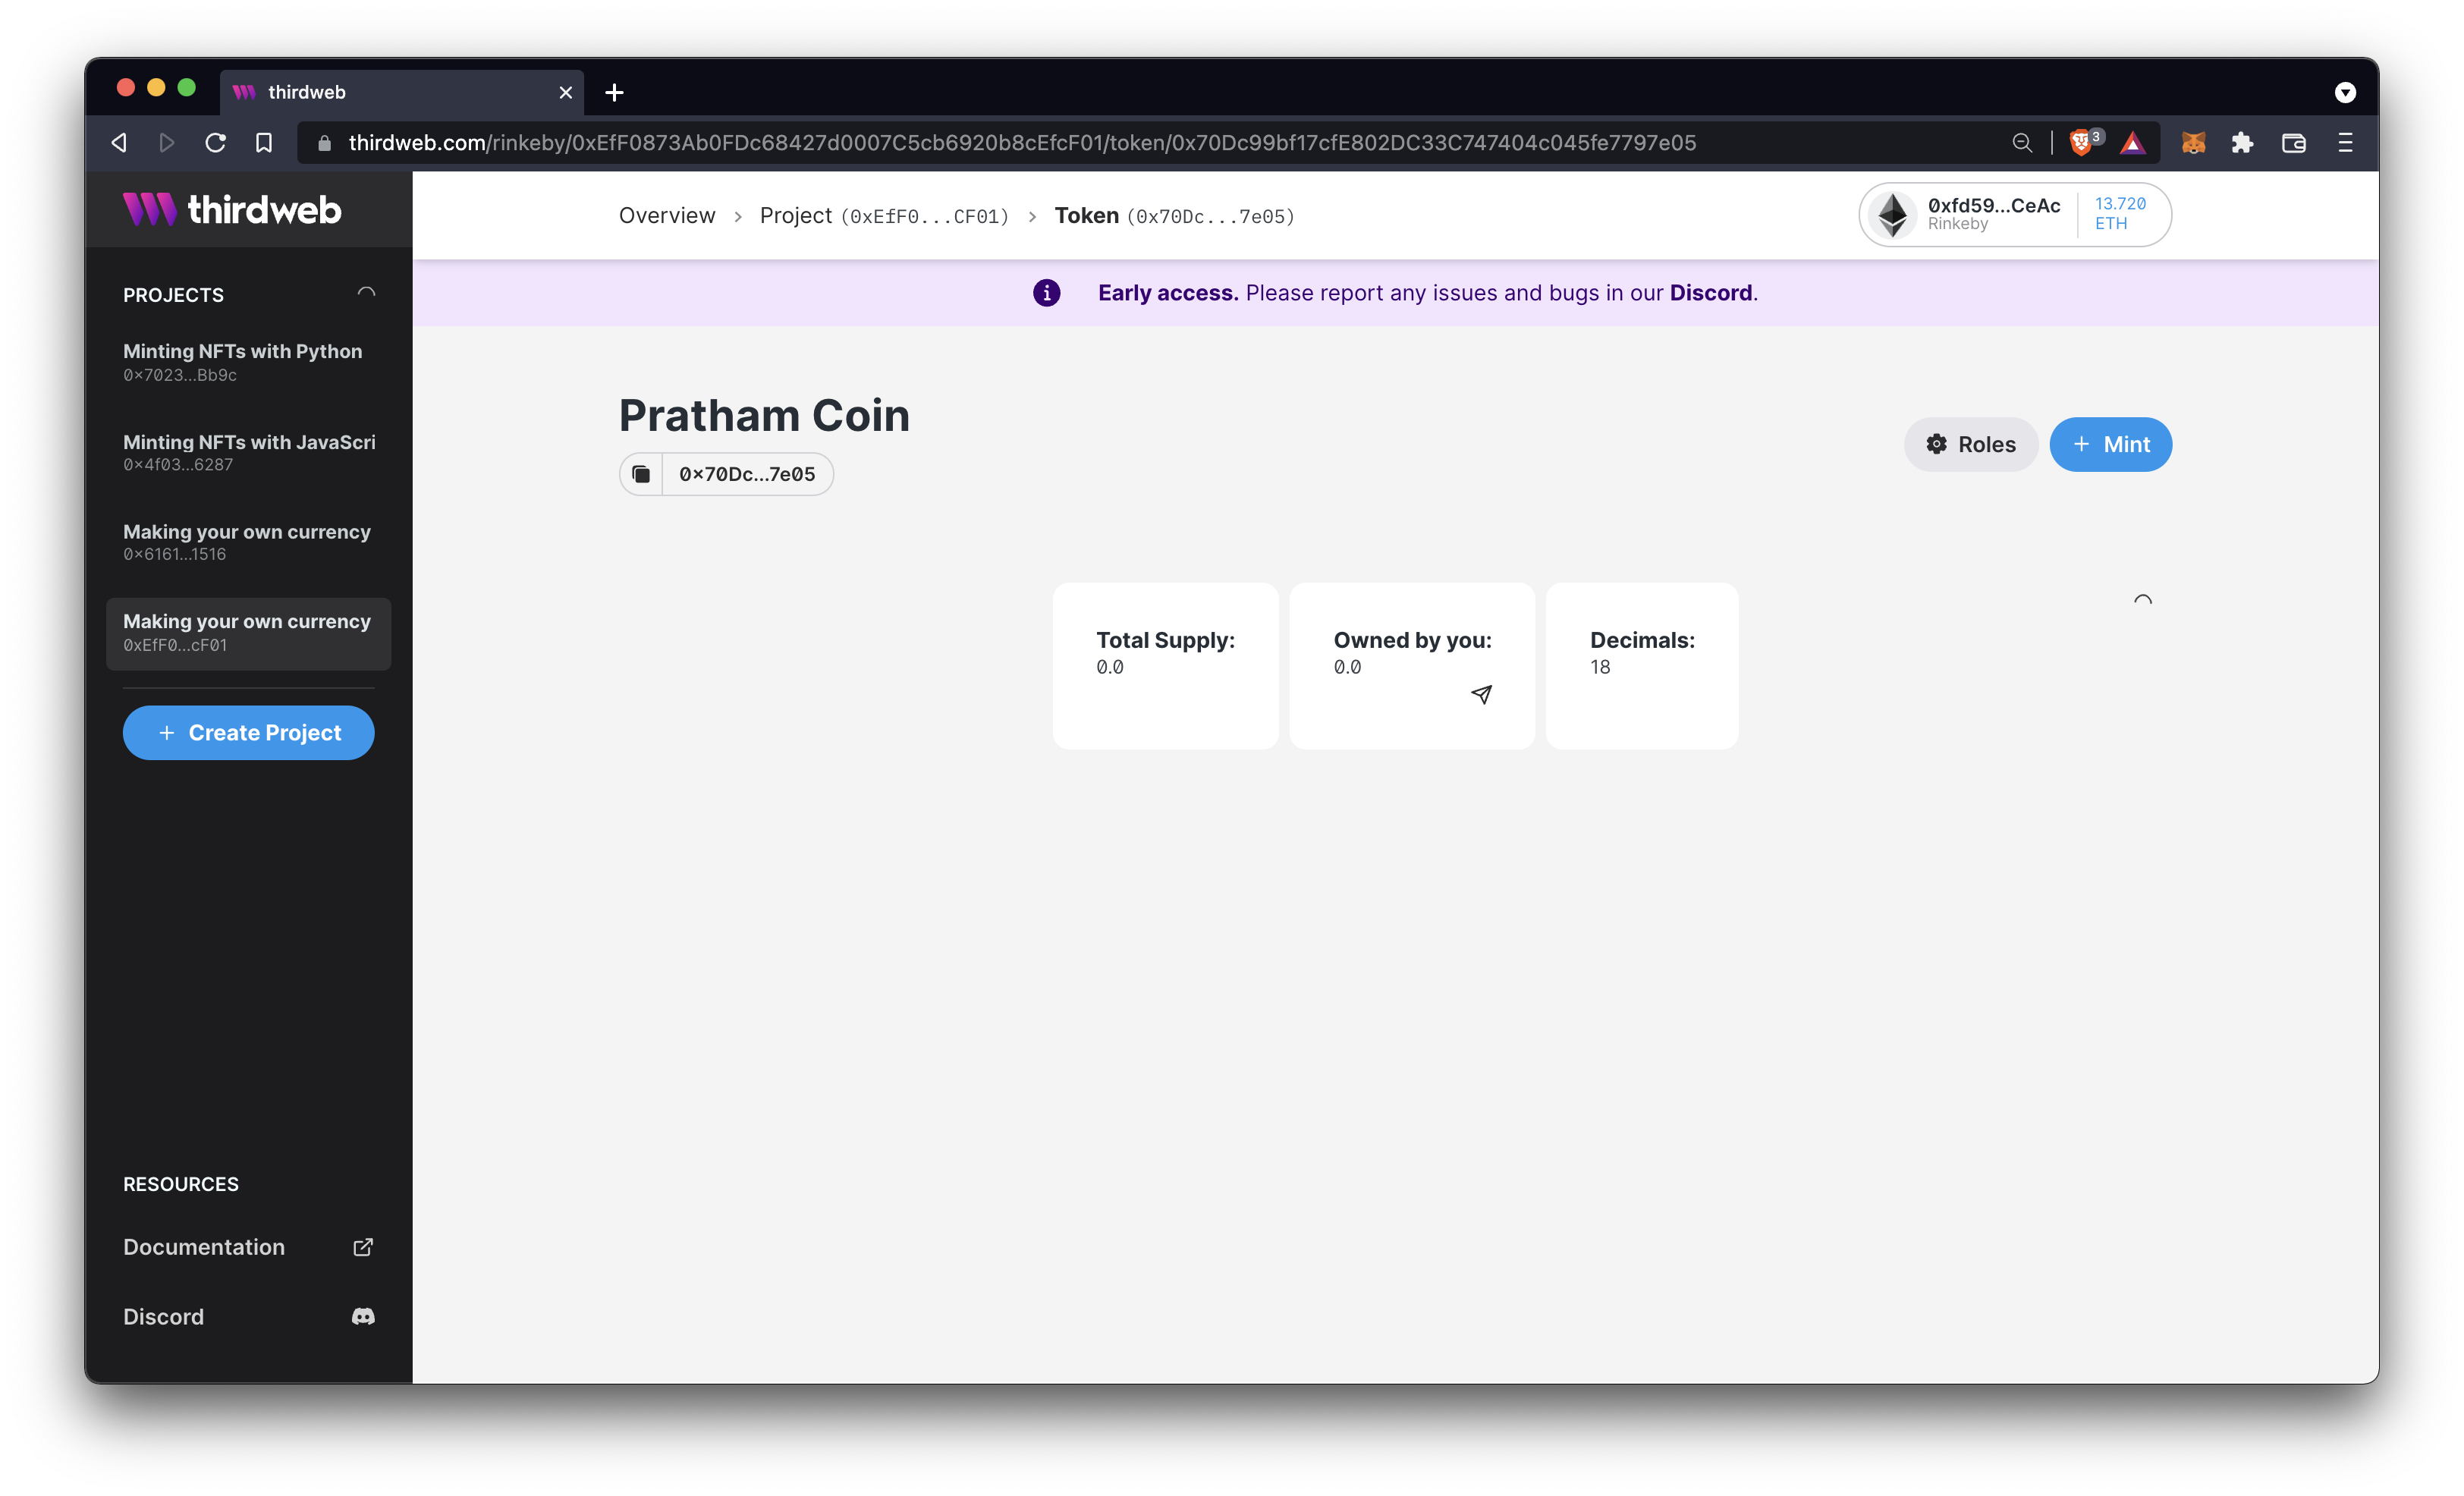 thirdweb
thirdweb.com/rinkeby/0xEfF0873Ab0FDc68427d0007C5cb6920b8cEfcF01/token/0x70Dc99bf17cfE802DC33C747404c045fe7797e05
3
thirdweb
Overview > Project (0xEfF0...CF01) > Token (0x70Dc...7e05)
0xfd59...CeAc
Rinkeby
13.720
ETH
Early access. Please report any issues and bugs in our Discord.
PROJECTS
Minting NFTs with Python
0x7023...Bb9c
Minting NFTs with JavaScri
0x4f03...6287
Making your own currency
0x6161...1516
Making your own currency
0xEfF0...cF01
+ Create Project
Pratham Coin
0x70Dc...7e05
Roles
+ Mint
Total Supply:
0.0
Owned by you:
0.0
Decimals:
18
RESOURCES
Documentation
Discord